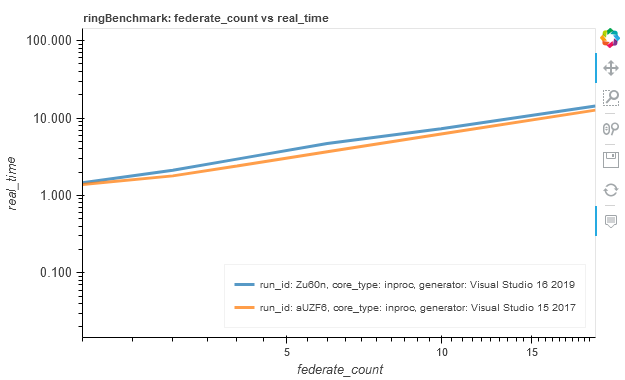 ringBenchmark: federate_count vs real_time
100.000
10.000
1.000
0.100
real_time
run_id: Zu60n, core_type: inproc, generator: Visual Studio 16 2019
run_id: aUZF6, core_type: inproc, generator: Visual Studio 15 2017
5
10
15
federate_count